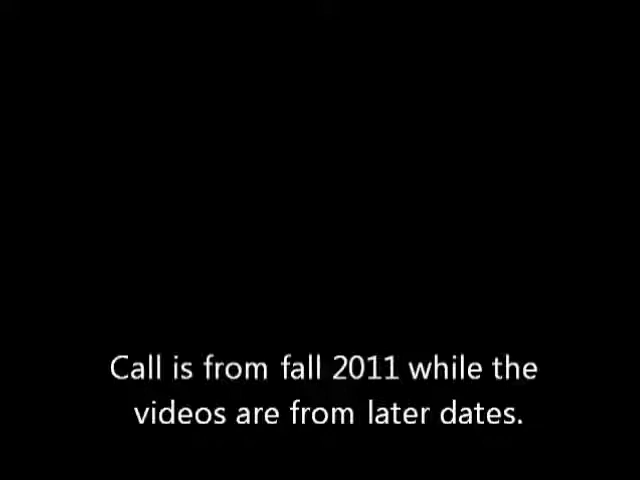 Call is from fall 2011 while the
videos are from later dates.